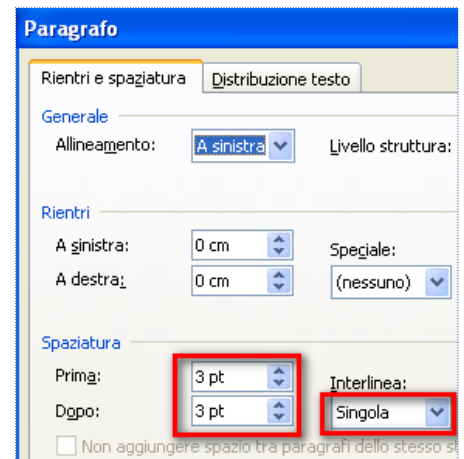 Paragrafo
Rientri e spaziatura Distribuzione testo
Generale
Allineamento: A sinistra Livello struttura:
Rientri
A sinistra: 0 cm Speciale:
A destra: 0 cm (nessuno)
Spaziatura
Prima: 3 pt Interlinea:
Dopo: 3 pt Singola
Non aggiungere spazio tra paragrafi dello stesso